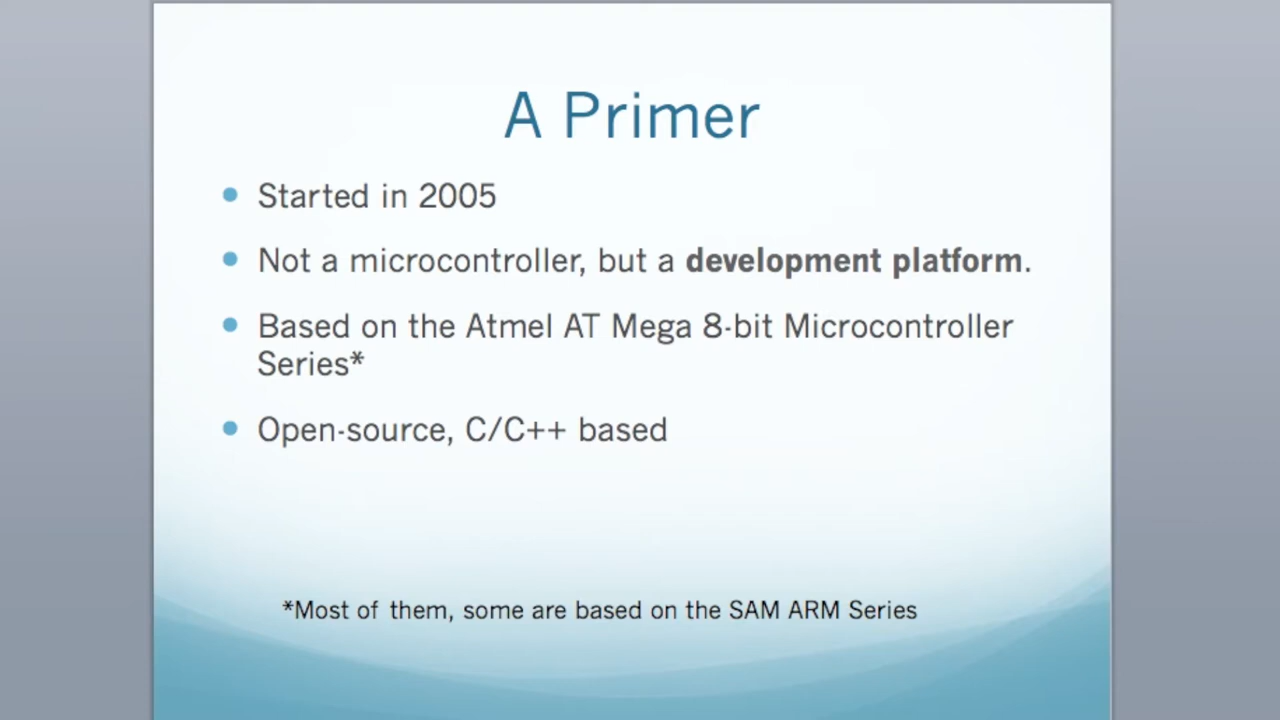 A Primer
Started in 2005
Not a microcontroller, but a development platform.
Based on the Atmel AT Mega 8-bit Microcontroller
Series*
Open-source, C/C++ based
*Most of them, some are based on the SAM ARM Series